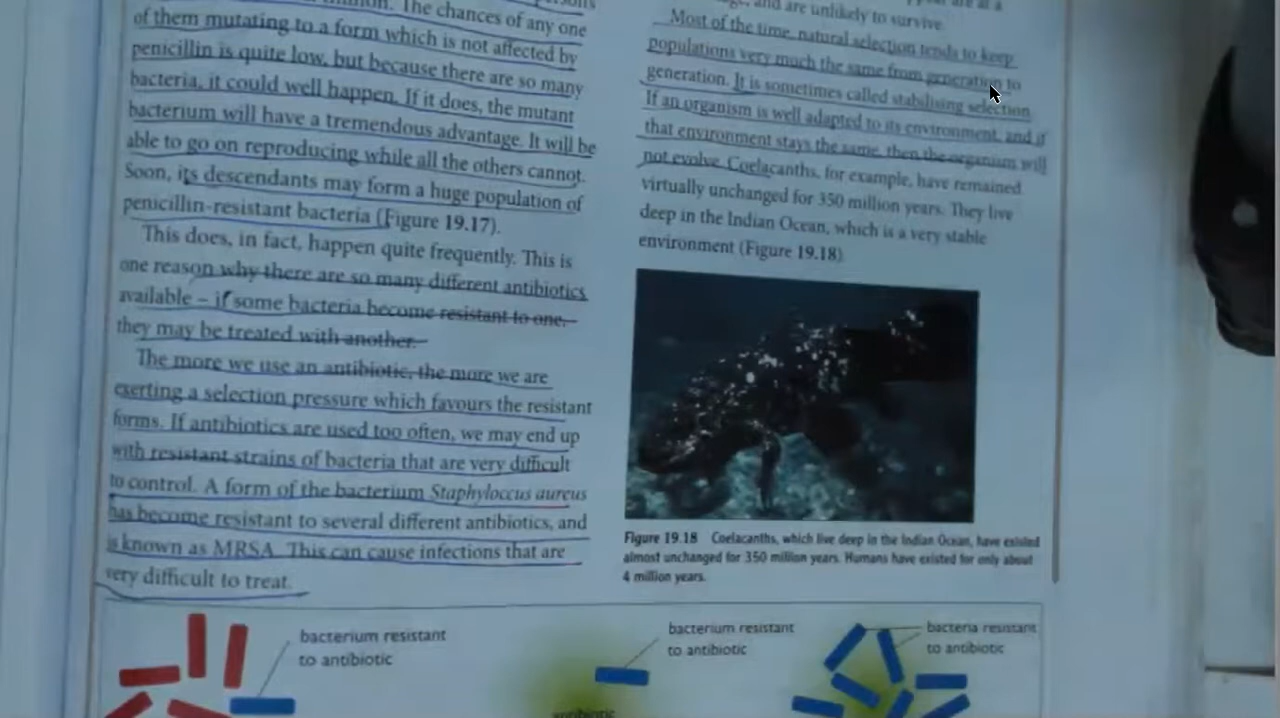 The chances of any one
of them mutating to a form which is not affected by
penicillin is quite low, but because there are so many
bacteria, it could well happen. If it does, the mutant
bacterium will have a tremendous advantage. It will be
able to go on reproducing while all the others cannot.
Soon, its descendants may form a huge population of
penicillin-resistant bacteria (Figure 19.17).
This does, in fact, happen quite frequently. This is
one reason why there are so many different antibiotics
available – if some bacteria become resistant to one,
they may be treated with another.
The more we use an antibiotic, the more we are
exerting a selection pressure which favours the resistant
forms. If antibiotics are used too often, we may end up
with resistant strains of bacteria that are very difficult
to control. A form of the bacterium Staphyloccus aureus
has become resistant to several different antibiotics, and
is known as MRSA. This can cause infections that are
very difficult to treat.
and are unlikely to survive.
Most of the time, natural selection tends to keep
populations very much the same from generation to
generation. It is sometimes called stabilising selection.
If an organism is well adapted to its environment, and if
that environment stays the same, then the organism will
not evolve. Coelacanths, for example, have remained
virtually unchanged for 350 million years. They live
deep in the Indian Ocean, which is a very stable
environment (Figure 19.18)
Figure 19.18 Coelacanths, which live deep in the Indian Ocean, have existed
almost unchanged for 350 million years. Humans have existed for only about
4 million years.
bacterium resistant
to antibiotic
bacterium resistant
to antibiotic
antibiotic
bacteria resistant
to antibiotic